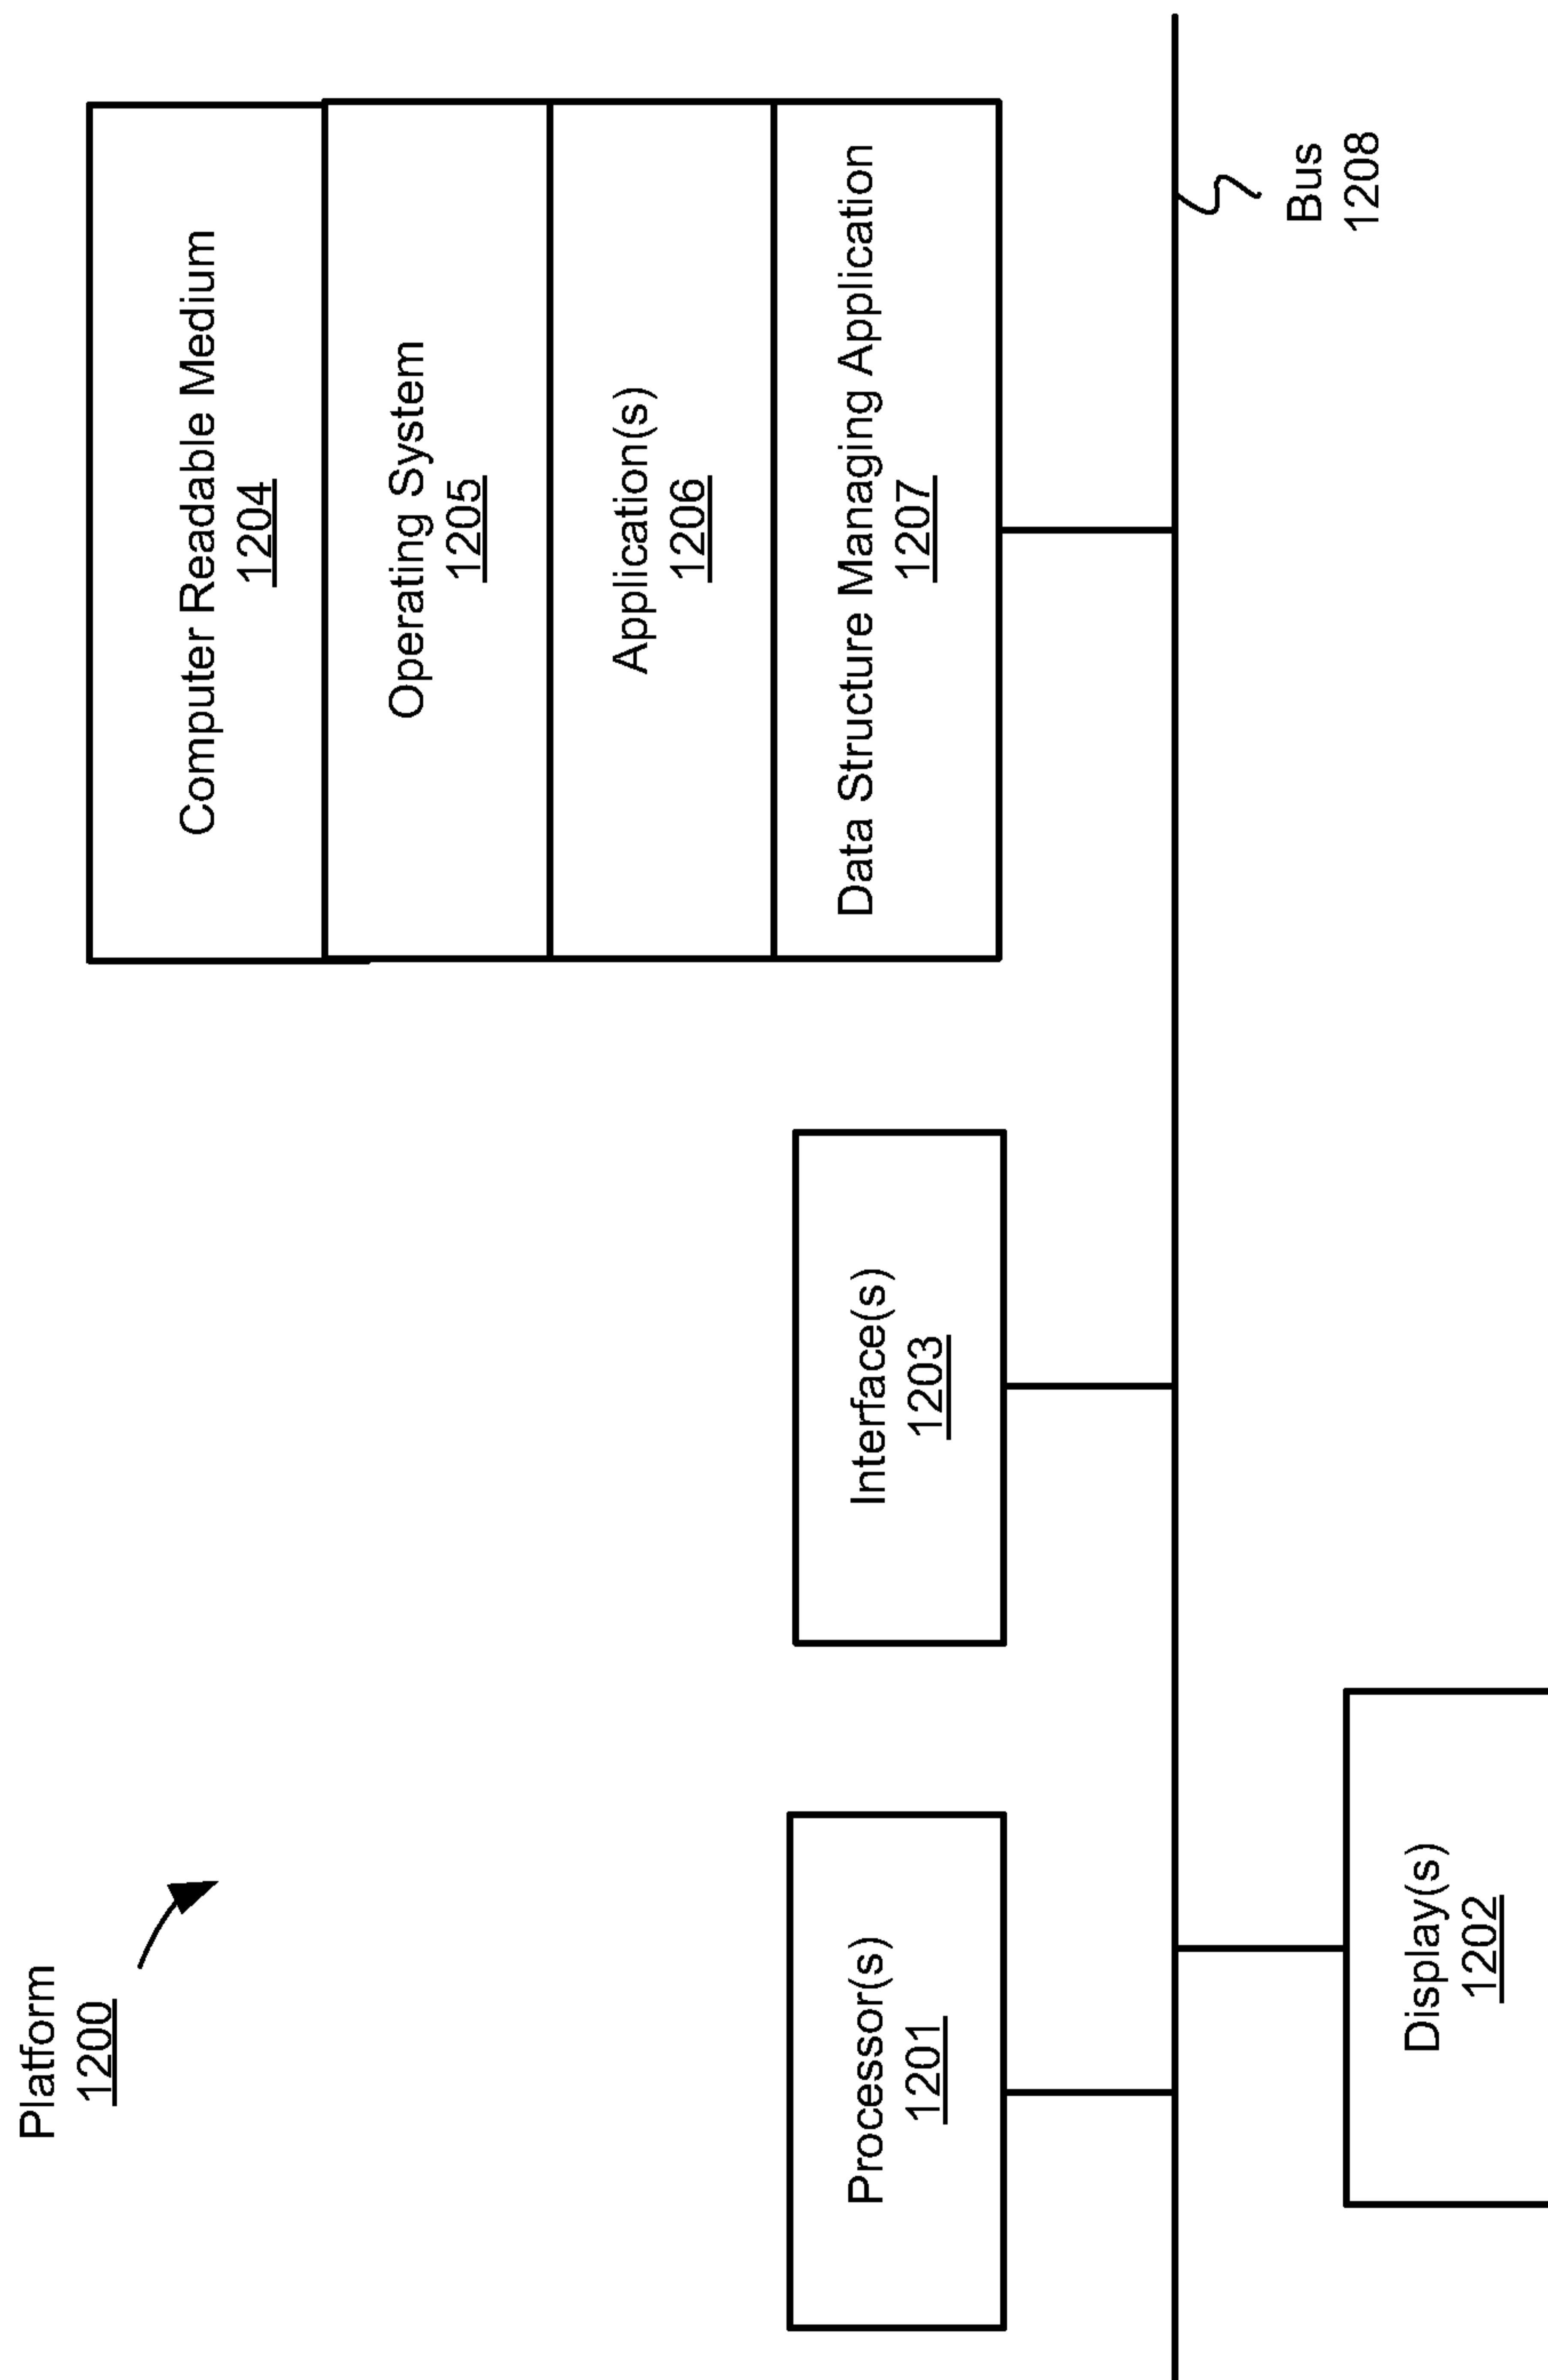 Platform
1200
Computer Readable Medium
1204
Operating System
1205
Application(s)
1206
Data Structure Managing Application
1207
Processor(s)
1201
Interface(s)
1203
Bus
1208
Display(s)
1202